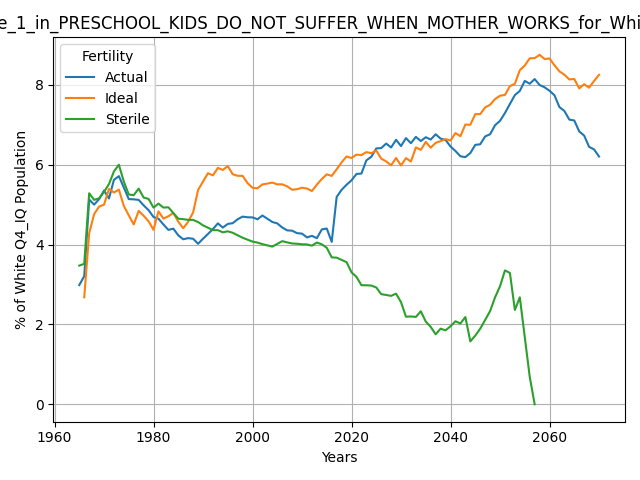 e_1_in_PRESCHOOL_KIDS_DO_NOT_SUFFER_WHEN_MOTHER_WORKS_for_Whi
Fertility
Actual
Ideal
Sterile
% of White Q4_IQ Population
8
6
4
2
0
1960 1980 2000 2020 2040 2060
Years